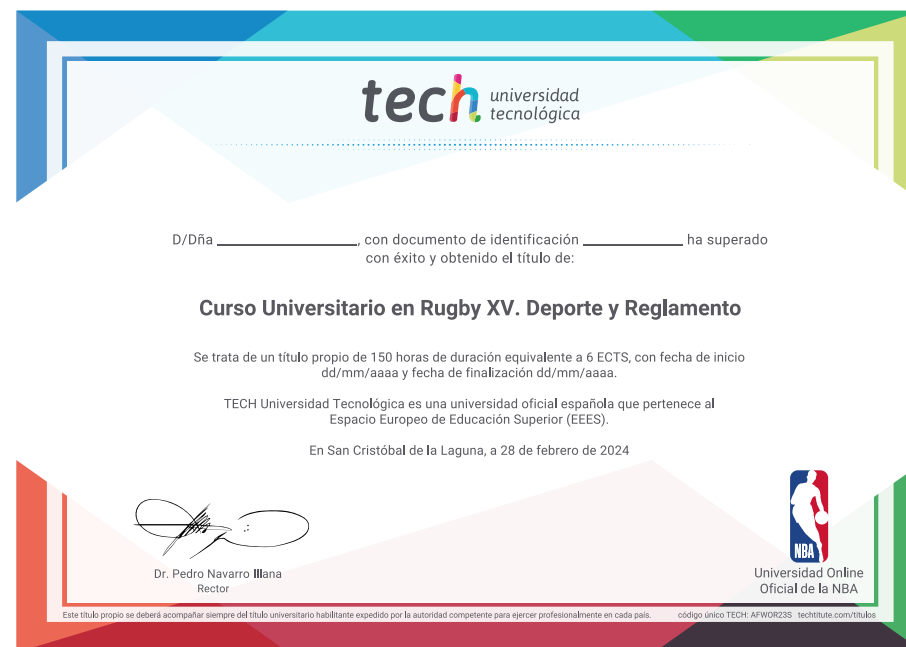 tech universidad
tecnológica
D/Dña ____________________, con documento de identificación ______________ ha superado
con éxito y obtenido el título de:
Curso Universitario en Rugby XV. Deporte y Reglamento
Se trata de un título propio de 150 horas de duración equivalente a 6 ECTS, con fecha de inicio
dd/mm/aaaa y fecha de finalización dd/mm/aaaa.
TECH Universidad Tecnológica es una universidad oficial española que pertenece al
Espacio Europeo de Educación Superior (EEES).
En San Cristóbal de la Laguna, a 28 de febrero de 2024
Dr. Pedro Navarro Illana
Rector
NBA
Universidad Online
Oficial de la NBA
Este título propio se deberá acompañar siempre del título universitario habilitante expedido por la autoridad competente para ejercer profesionalmente en cada país. código único TECH: AFWOR23S techtitute.com/titulos